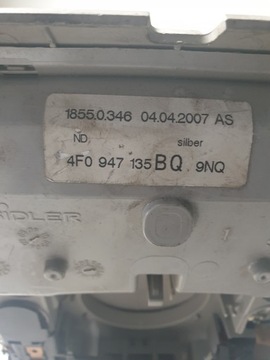 1855.0.346 04.04.2007 AS
ND silber
4F0 947 135 BQ 9NQ